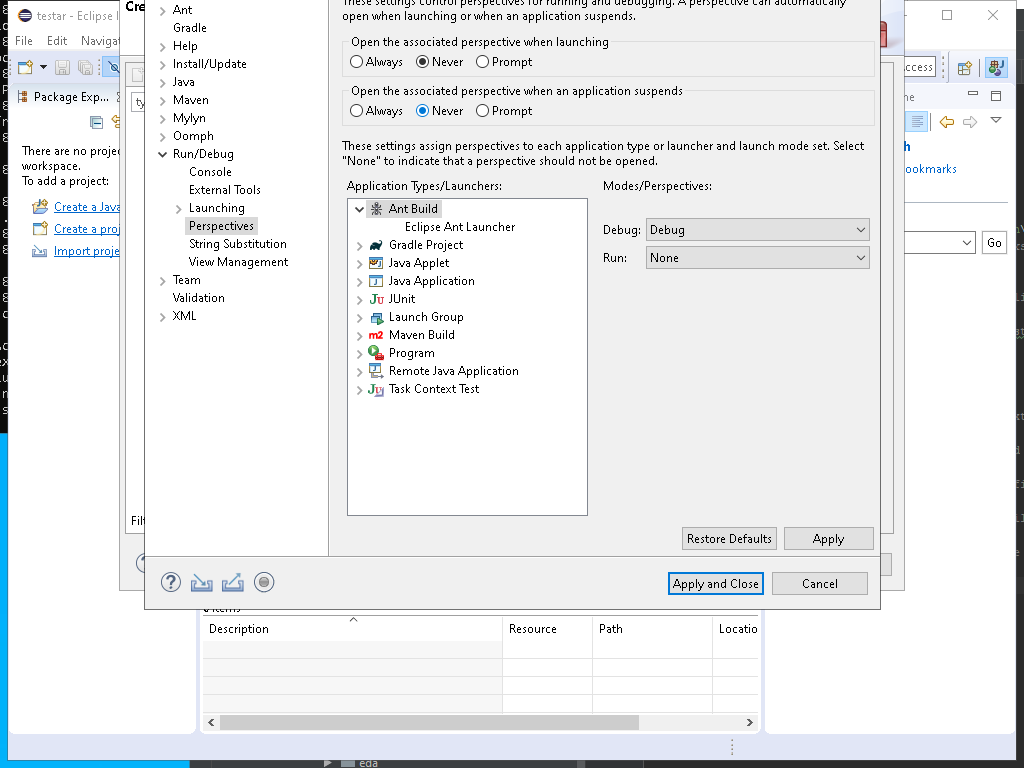 testar - Eclipse I
File Edit Navigat
Package Exp...
There are no projec
workspace.
To add a project:
Create a Java
Create a proj
Import proje
Cre
ty
Filt
Ant
Gradle
Help
Install/Update
Java
Maven
Mylyn
Oomph
Run/Debug
Console
External Tools
Launching
Perspectives
String Substitution
View Management
Team
Validation
XML
These settings control perspectives for running and debugging. A perspective can automatically
open when launching or when an application suspends.
Open the associated perspective when launching
Always Never Prompt
Open the associated perspective when an application suspends
Always Never Prompt
These settings assign perspectives to each application type or launcher and launch mode set. Select
"None" to indicate that a perspective should not be opened.
Application Types/Launchers:
Ant Build
Eclipse Ant Launcher
Gradle Project
Java Applet
Java Application
JUnit
Launch Group
Maven Build
Program
Remote Java Application
Task Context Test
Modes/Perspectives:
Debug: Debug
Run: None
Restore Defaults Apply
Apply and Close Cancel
ccess
ne
h
ookmarks
Go
items
Description Resource Path Locatio
eda